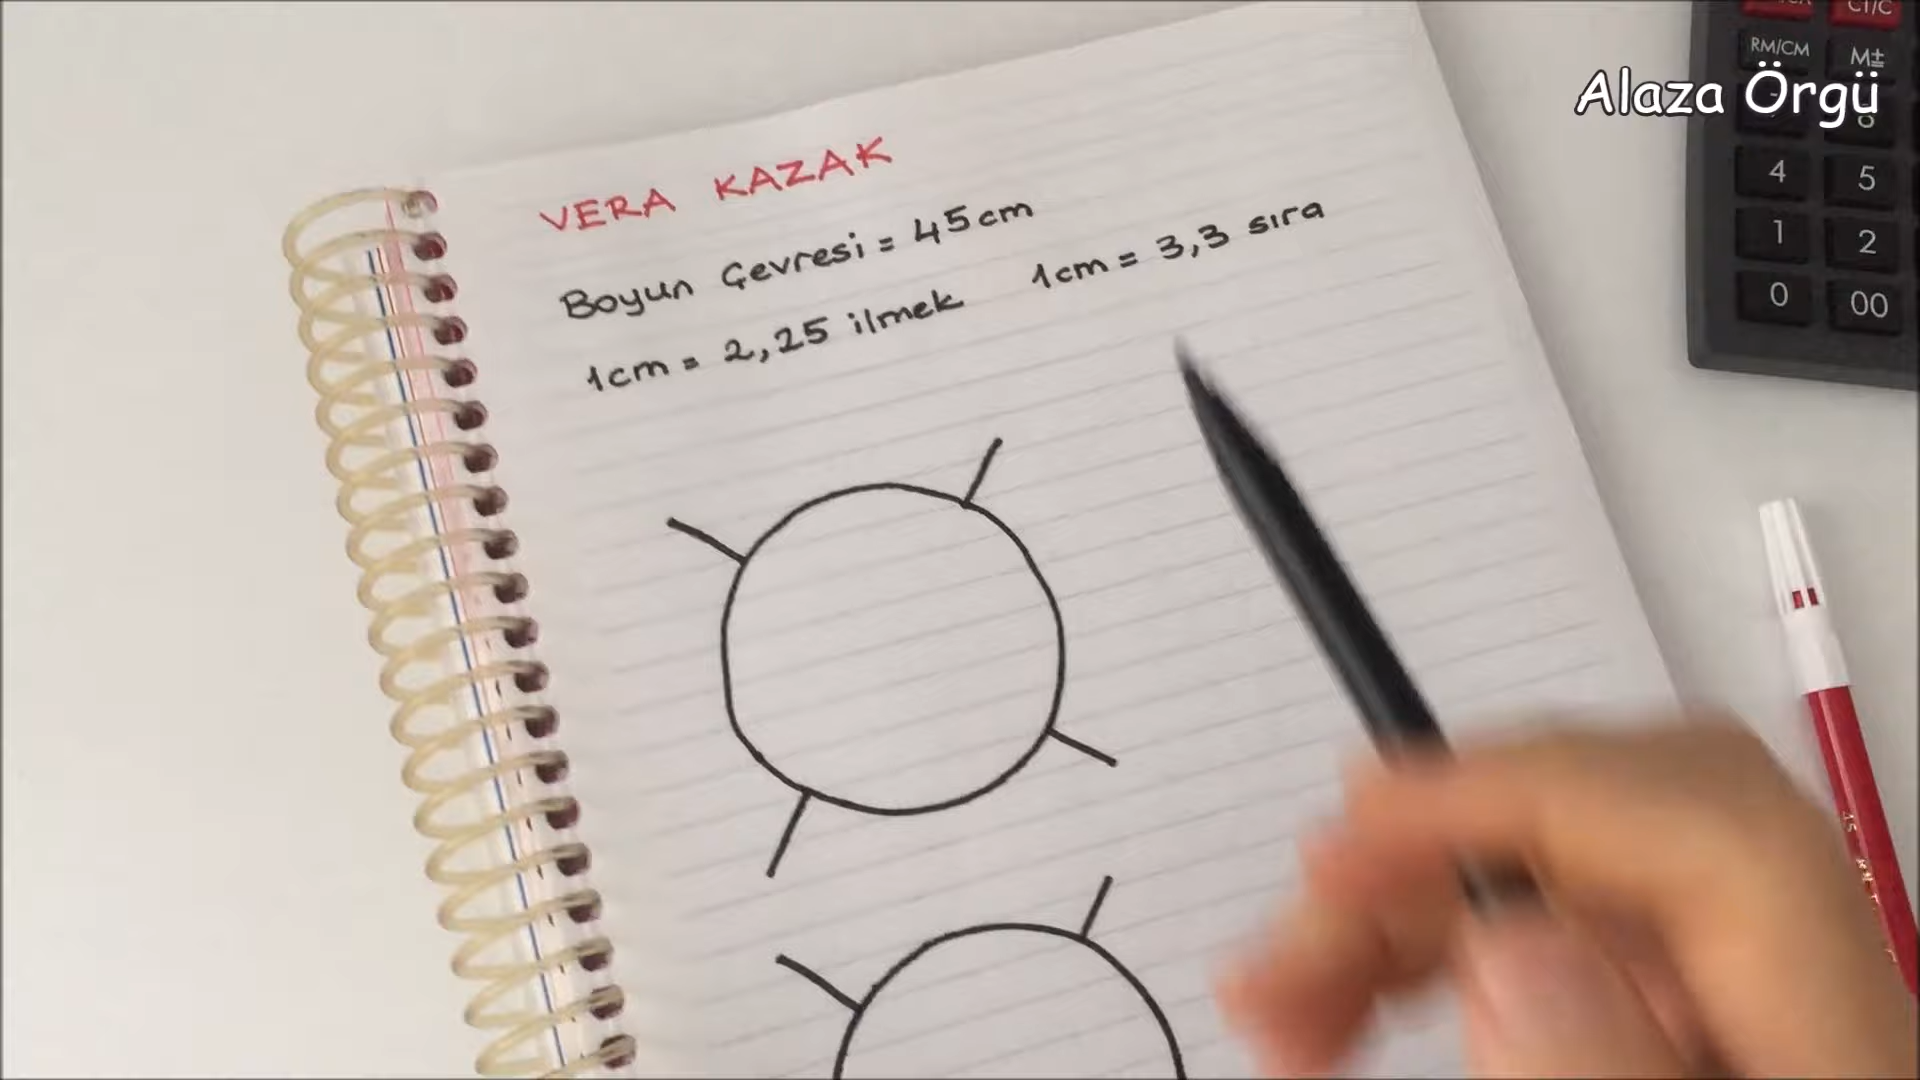 Alaza Örgü
VERA KAZAK
Boyun Çevresi = 45cm
1cm = 2,25 ilmek 1cm = 3,3 sıra
RM/CM M±
4 5
1 2
0 00